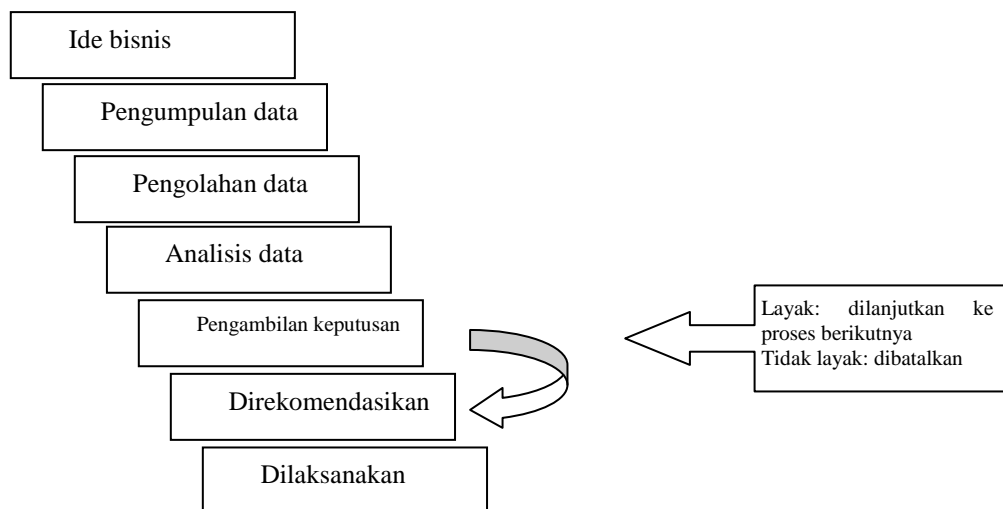 Ide bisnis
Pengumpulan data
Pengolahan data
Analisis data
Pengambilan keputusan
Layak: dilanjutkan ke
proses berikutnya
Tidak layak: dibatalkan
Direkomendasikan
Dilaksanakan